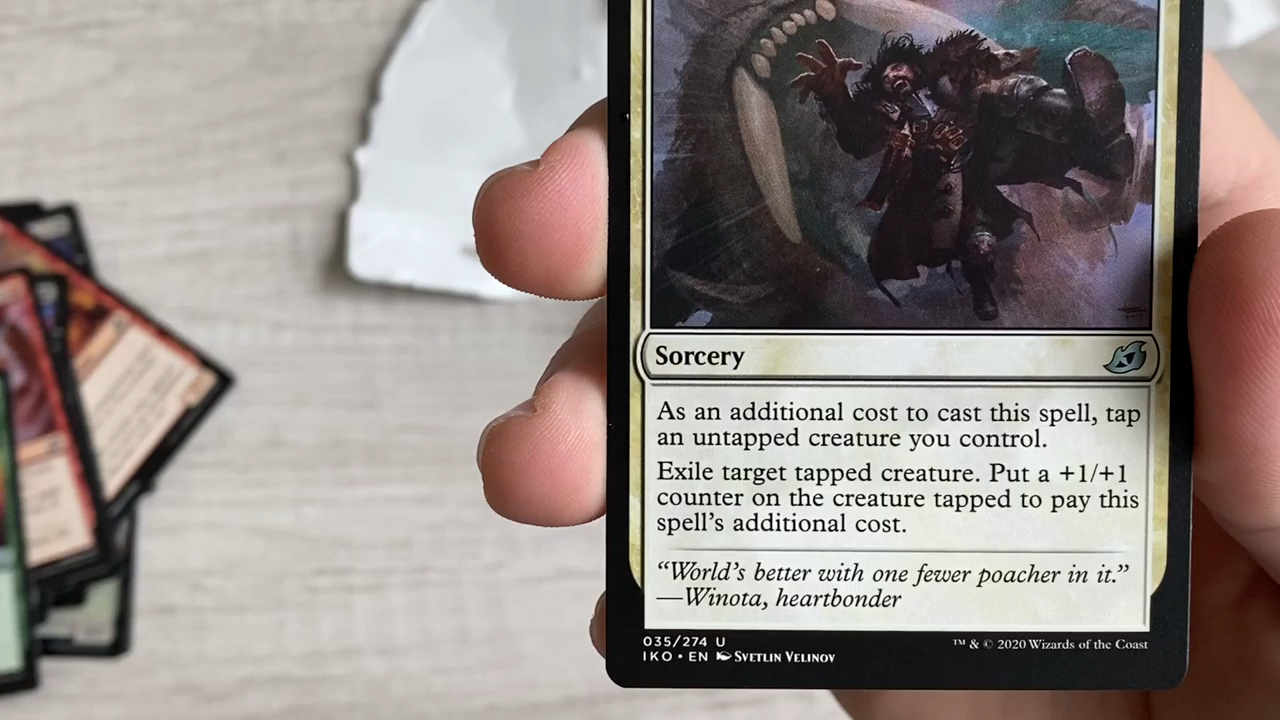 Sorcery
As an additional cost to cast this spell, tap
an untapped creature you control.
Exile target tapped creature. Put a +1/+1
counter on the creature tapped to pay this
spell's additional cost.
“World's better with one fewer poacher in it.”
—Winota, heartbonder
035/274 U
IKO • EN Svetlin Velinov
™ & © 2020 Wizards of the Coast